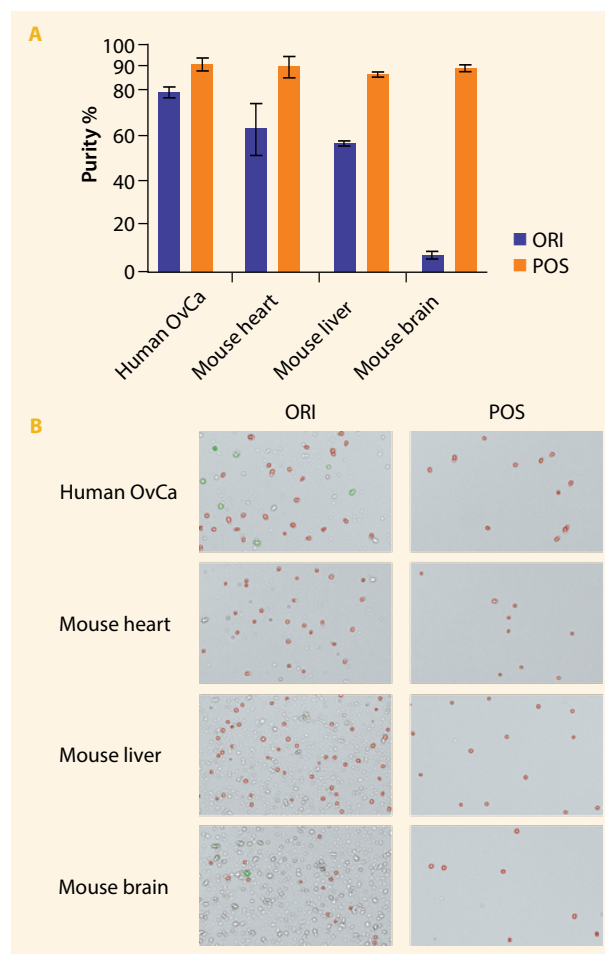 A
100
90
80
60
40
20
0
Purity %
ORI
POS
Human OvCa
Mouse heart
Mouse liver
Mouse brain
B
ORI POS
Human OvCa
Mouse heart
Mouse liver
Mouse brain